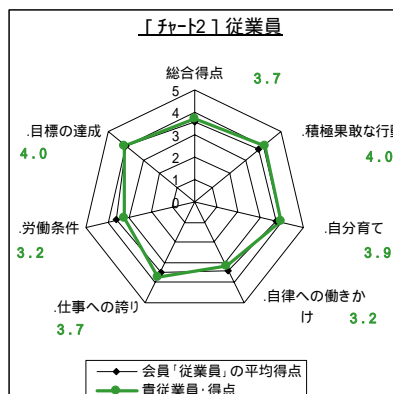 [ チャート2 ] 従業員
総合得点
3.7
5
4
3
2
1
0
.積極果敢な行動
4.0
.自分育て
3.9
.自律への働きか
け
3.2
.仕事への誇り
3.7
.労働条件
3.2
.目標の達成
4.0
会員「従業員」の平均得点
貴従業員・得点